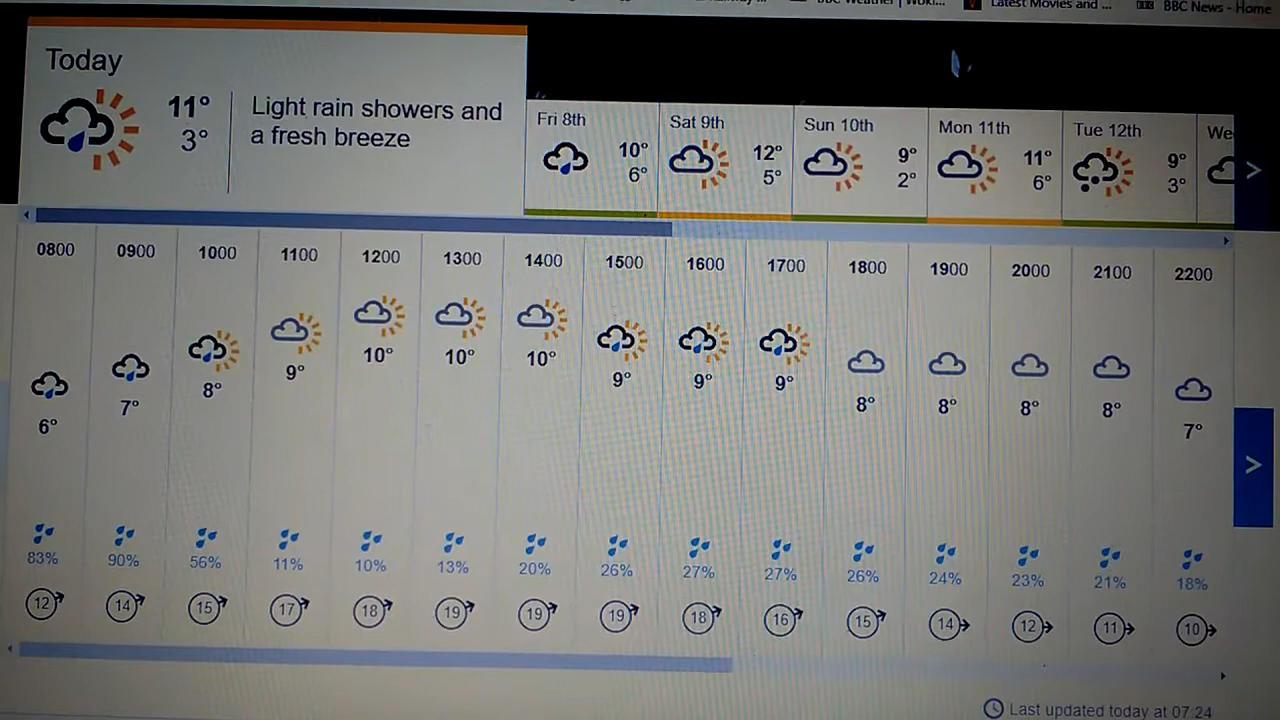 BBC News - Home
Latest Movies and ...
Today
11°
3°
Light rain showers and
a fresh breeze
Fri 8th
10°
6°
Sat 9th
12°
5°
Sun 10th
9°
2°
Mon 11th
11°
6°
Tue 12th
9°
3°
We
0800 0900 1000 1100 1200 1300 1400 1500 1600 1700 1800 1900 2000 2100 2200
6° 7° 8° 9° 10° 10° 10° 9° 9° 9° 8° 8° 8° 8° 7°
83% 90% 56% 11% 10% 13% 20% 26% 27% 27% 26% 24% 23% 21% 18%
12 14 15 17 18 19 19 19 18 16 15 14 12 11 10
Last updated today at 07:24